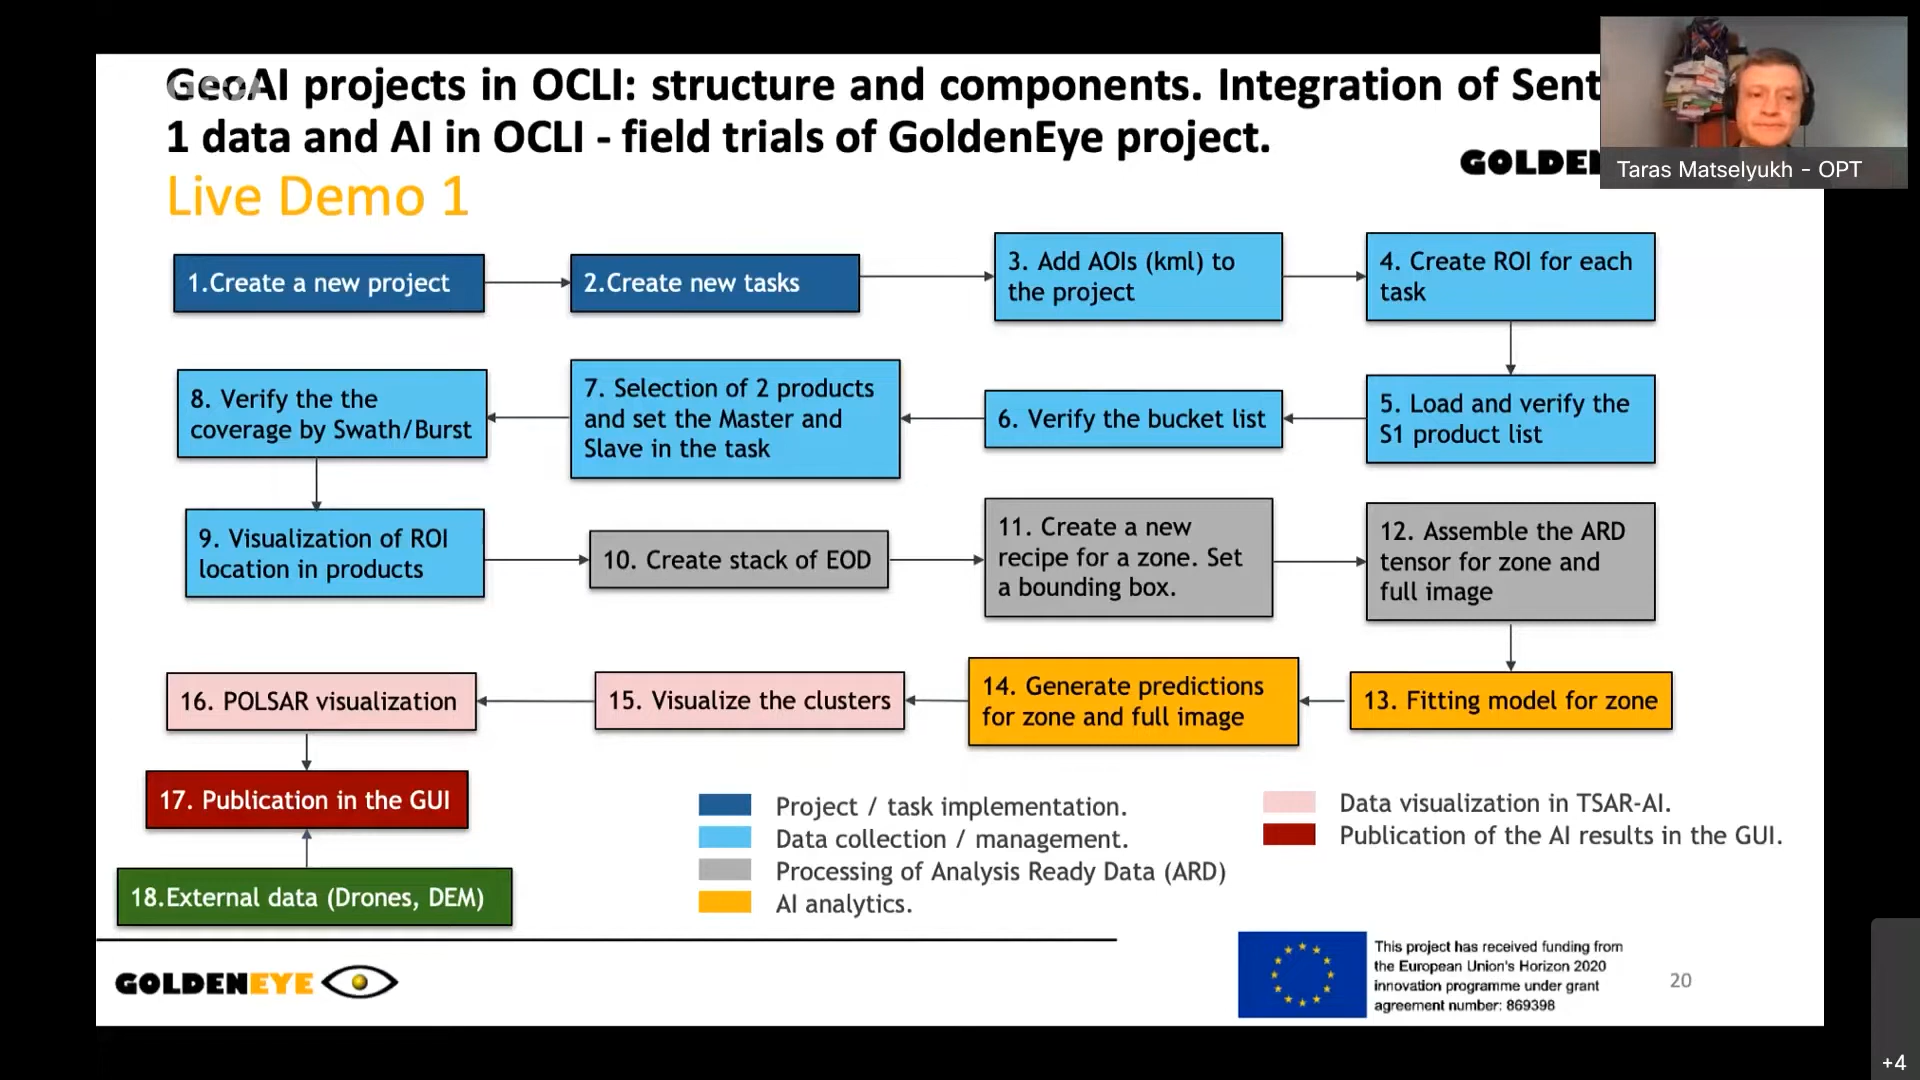 GeoAI projects in OCLI: structure and components. Integration of Sent
1 data and AI in OCLI - field trials of GoldenEye project.
Live Demo 1
GOLDEN
Taras Matselyukh - OPT
1.Create a new project
2.Create new tasks
3. Add AOIs (kml) to
the project
4. Create ROI for each
task
8. Verify the the
coverage by Swath/Burst
7. Selection of 2 products
and set the Master and
Slave in the task
6. Verify the bucket list
5. Load and verify the
S1 product list
9. Visualization of ROI
location in products
10. Create stack of EOD
11. Create a new
recipe for a zone. Set
a bounding box.
12. Assemble the ARD
tensor for zone and
full image
16. POLSAR visualization
15. Visualize the clusters
14. Generate predictions
for zone and full image
13. Fitting model for zone
17. Publication in the GUI
18.External data (Drones, DEM)
Project / task implementation.
Data collection / management.
Processing of Analysis Ready Data (ARD)
AI analytics.
Data visualization in TSAR-AI.
Publication of the AI results in the GUI.
GOLDENEYE
This project has received funding from
the European Union's Horizon 2020
innovation programme under grant
agreement number: 869398
20
+4